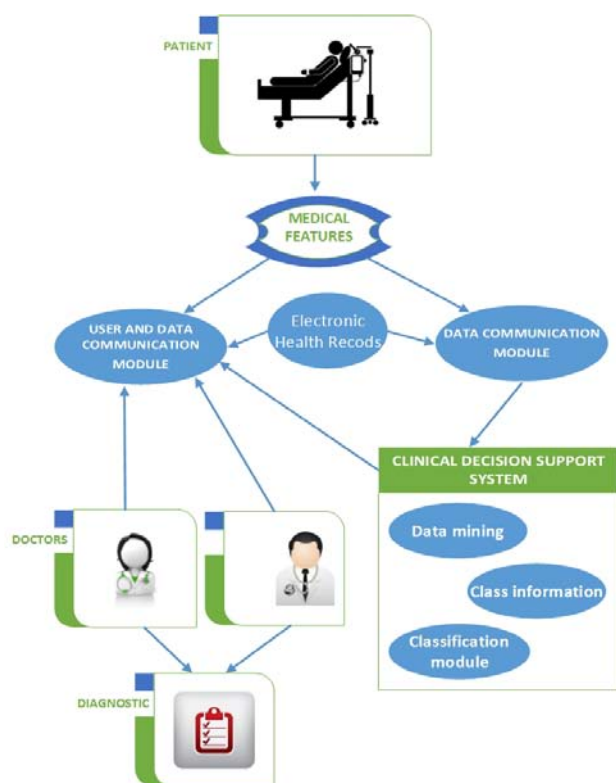 PATIENT
MEDICAL
FEATURES
USER AND DATA
COMMUNICATION
MODULE
Electronic
Health Recods
DATA COMMUNICATION
MODULE
CLINICAL DECISION SUPPORT
SYSTEM
Data mining
Class information
Classification
module
DOCTORS
DIAGNOSTIC